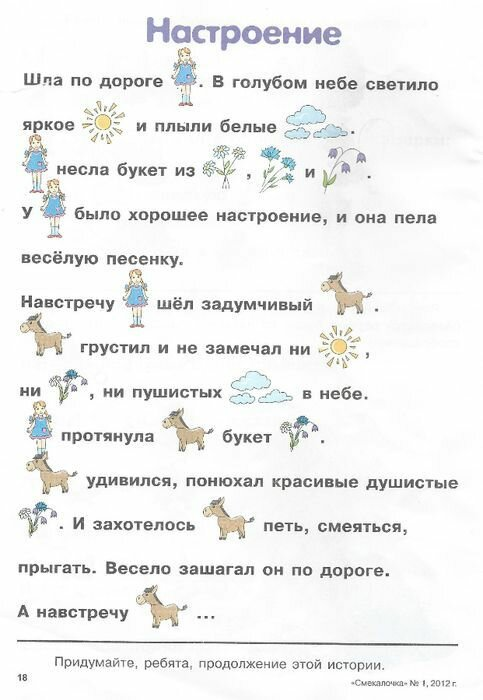 Настроение
Шла по дороге . В голубом небе светило
яркое и плыли белые .
несла букет из , и .
У было хорошее настроение, и она пела
весёлую песенку.
Навстречу шёл задумчивый .
грустил и не замечал ни ,
ни , ни пушистых в небе.
протянула букет .
удивился, понюхал красивые душистые
. И захотелось петь, смеяться,
прыгать. Весело зашагал он по дороге.
А навстречу ...
Придумайте, ребята, продолжение этой истории.
18
«Смекалочка» № 1, 2012 г.